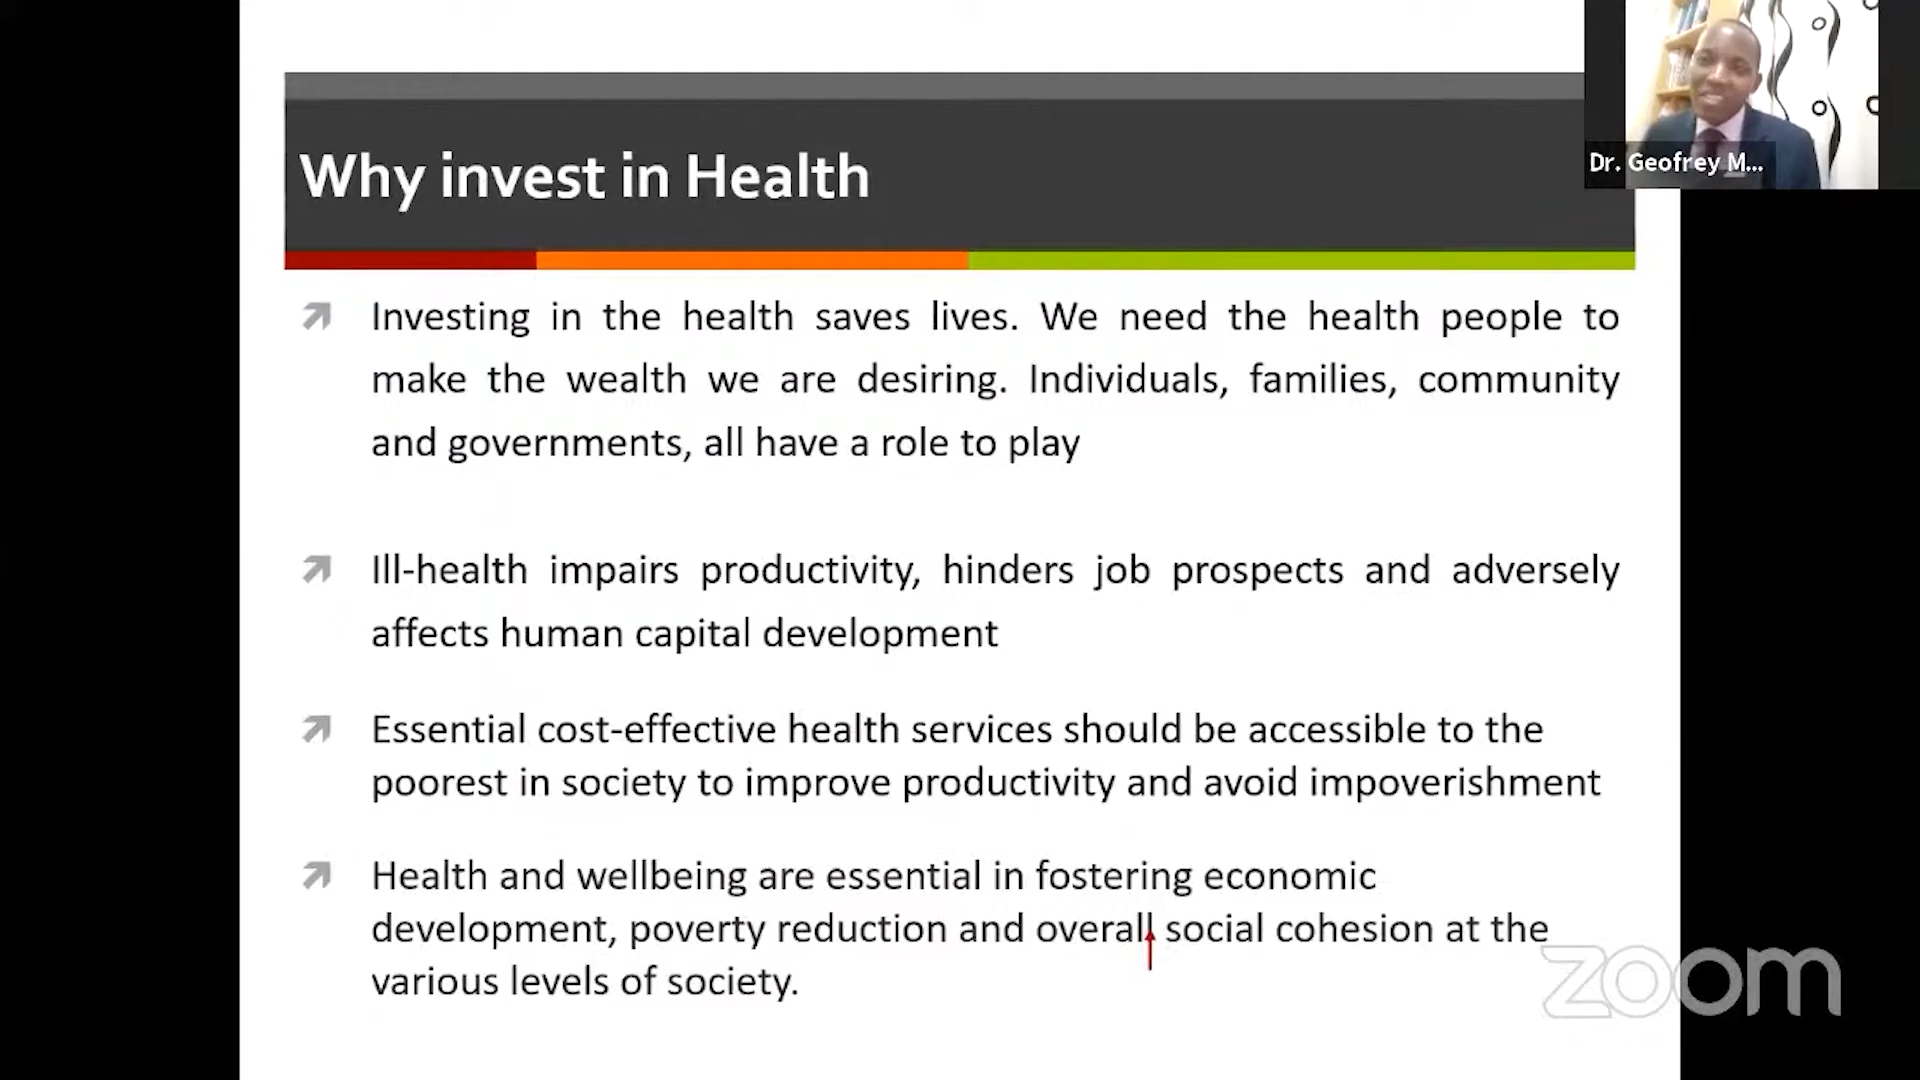 Why invest in Health
Dr. Geofrey M...
Investing in the health saves lives. We need the health people to
make the wealth we are desiring. Individuals, families, community
and governments, all have a role to play
Ill-health impairs productivity, hinders job prospects and adversely
affects human capital development
Essential cost-effective health services should be accessible to the
poorest in society to improve productivity and avoid impoverishment
Health and wellbeing are essential in fostering economic
development, poverty reduction and overall social cohesion at the
various levels of society.
zoom